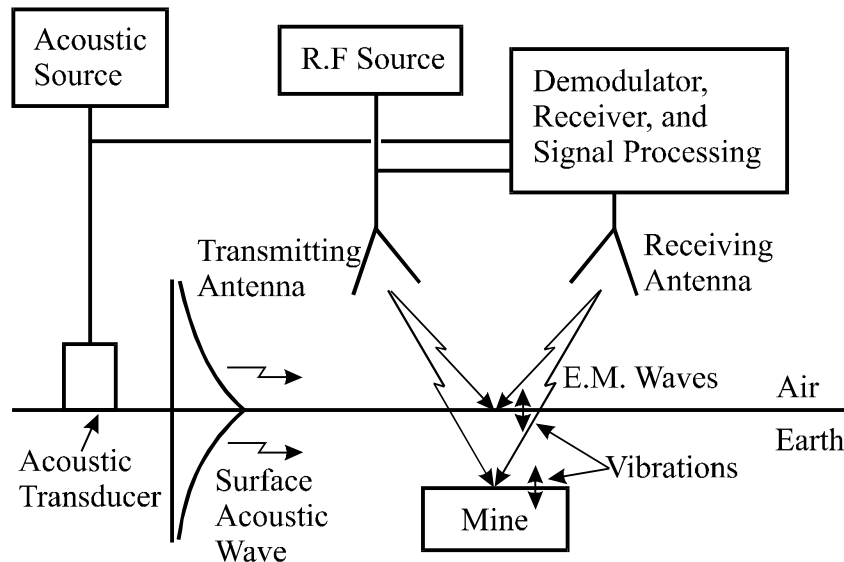 Acoustic
Source
R.F Source
Demodulator,
Receiver, and
Signal Processing
Transmitting
Antenna
Receiving
Antenna
E.M. Waves
Air
Earth
Acoustic
Transducer
Surface
Acoustic
Wave
Vibrations
Mine